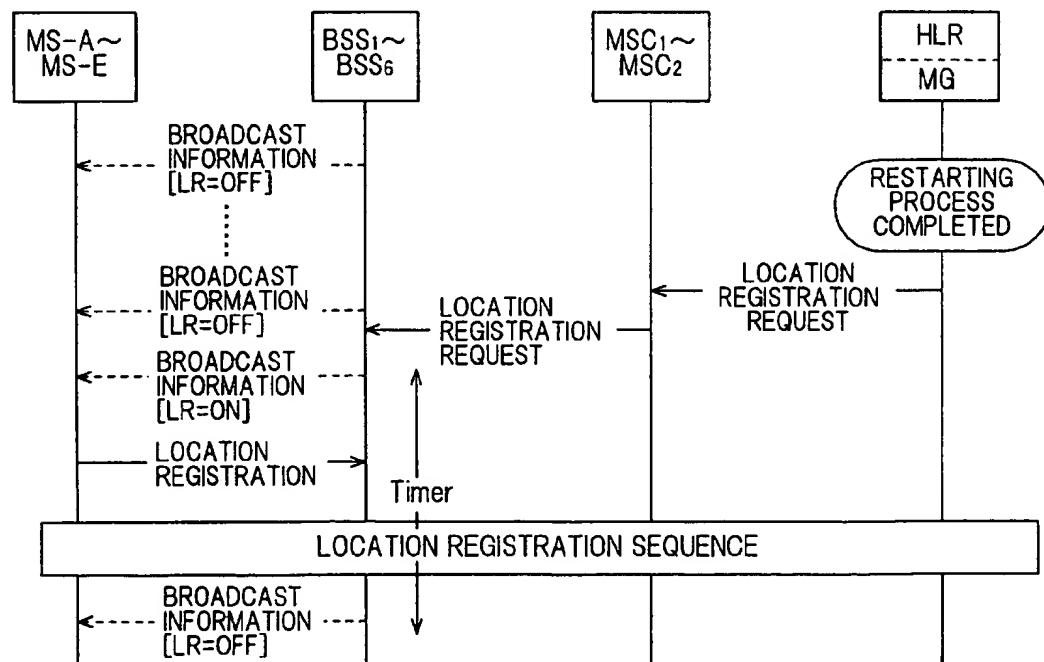 MS-A~
MS-E
BSS1~
BSS6
MSC1~
MSC2
HLR
MG
BROADCAST
INFORMATION
[LR=OFF]
RESTARTING
PROCESS
COMPLETED
BROADCAST
INFORMATION
[LR=OFF]
LOCATION
REGISTRATION
REQUEST
LOCATION
REGISTRATION
REQUEST
BROADCAST
INFORMATION
[LR=ON]
LOCATION
REGISTRATION
Timer
LOCATION REGISTRATION SEQUENCE
BROADCAST
INFORMATION
[LR=OFF]